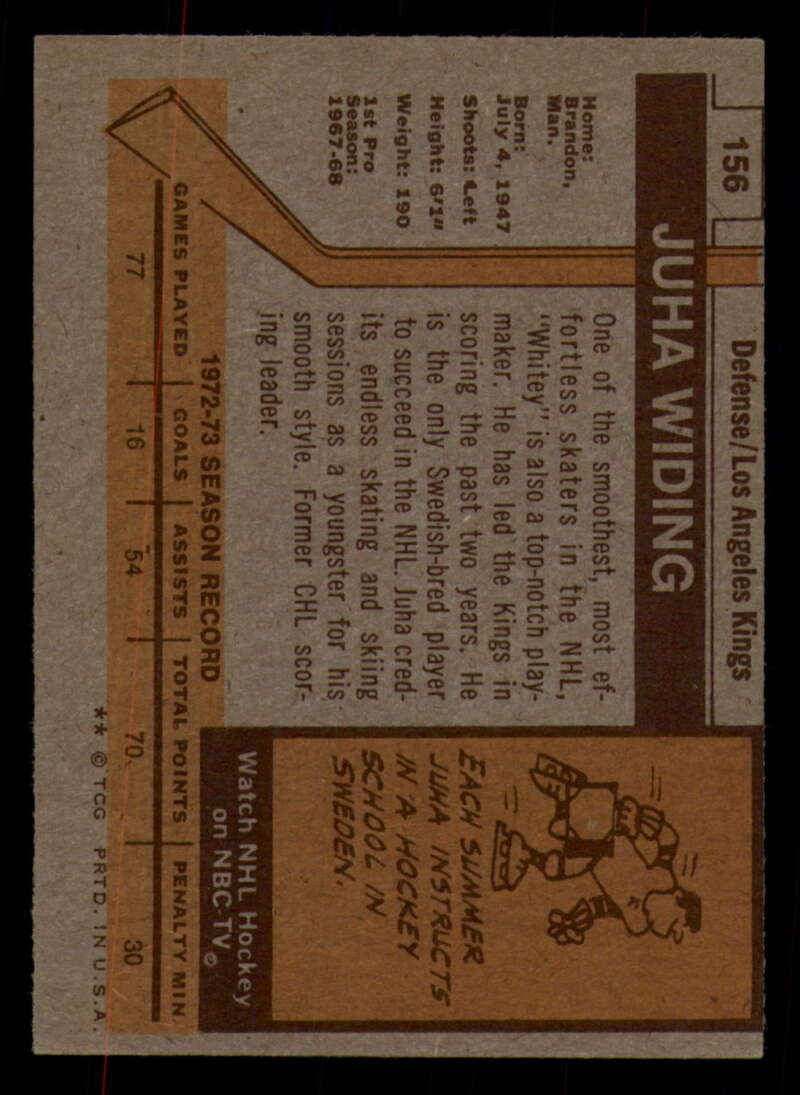 156
Defense/Los Angeles Kings
JUHA WIDING
Home:
Brandon,
Man.
Born:
July 4, 1947
Shoots: Left
Height: 6'1"
Weight: 190
1st Pro
Season:
1967-68
One of the smoothest, most ef-
fortless skaters in the NHL,
"Whitey" is also a top-notch play-
maker. He has led the Kings in
scoring the past two years. He
is the only Swedish-bred player
to succeed in the NHL. Juha cred-
its endless skating and skiing
sessions as a youngster for his
smooth style. Former CHL scor-
ing leader.
EACH SUMMER
JUHA INSTRUCTS
IN A HOCKEY
SCHOOL IN
SWEDEN.
Watch NHL Hockey
on NBC-TV
1972-73 SEASON RECORD
GAMES PLAYED GOALS ASSISTS TOTAL POINTS PENALTY MIN
77 16 54 70 30
** © TCG PRTD. IN U.S.A.